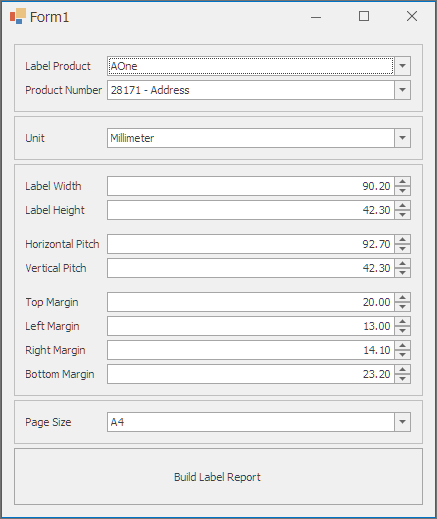 Form1
Label Product AOne
Product Number 28171 - Address
Unit Millimeter
Label Width 90.20
Label Height 42.30
Horizontal Pitch 92.70
Vertical Pitch 42.30
Top Margin 20.00
Left Margin 13.00
Right Margin 14.10
Bottom Margin 23.20
Page Size A4
Build Label Report